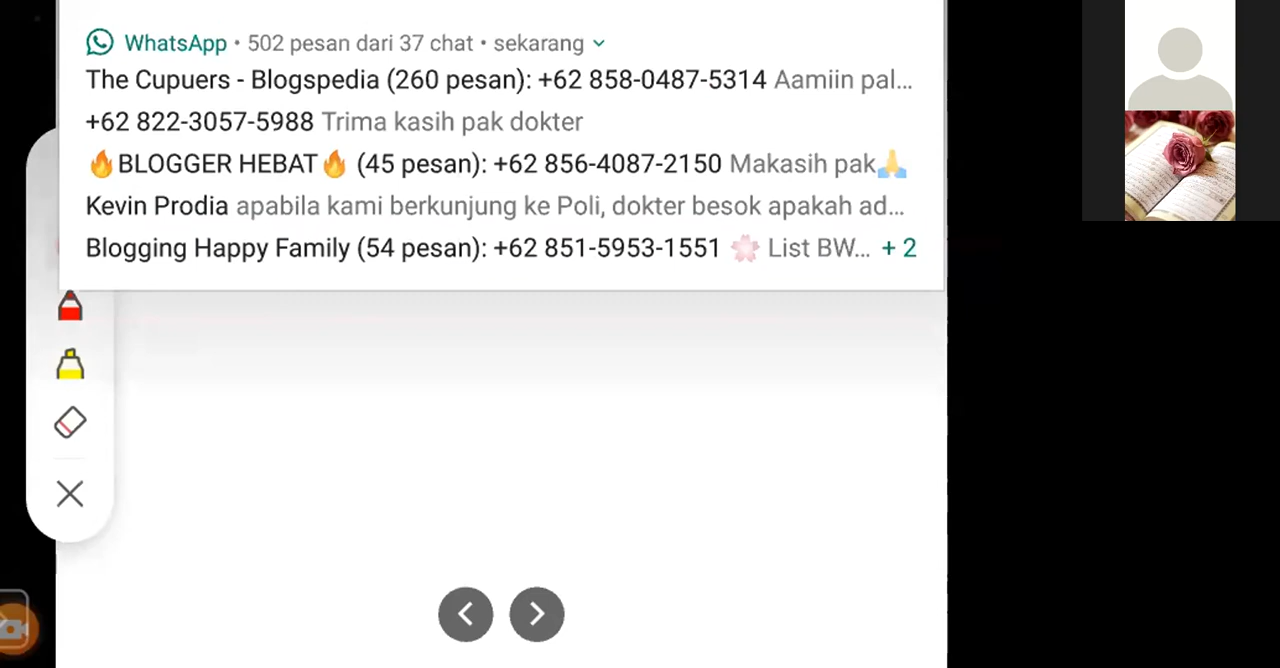 WhatsApp • 502 pesan dari 37 chat • sekarang
The Cupuers - Blogspedia (260 pesan): +62 858-0487-5314 Aamiin pal...
+62 822-3057-5988 Trima kasih pak dokter
🔥BLOGGER HEBAT🔥 (45 pesan): +62 856-4087-2150 Makasih pak🙏
Kevin Prodia apabila kami berkunjung ke Poli, dokter besok apakah ad...
Blogging Happy Family (54 pesan): +62 851-5953-1551 🌸 List BW... + 2